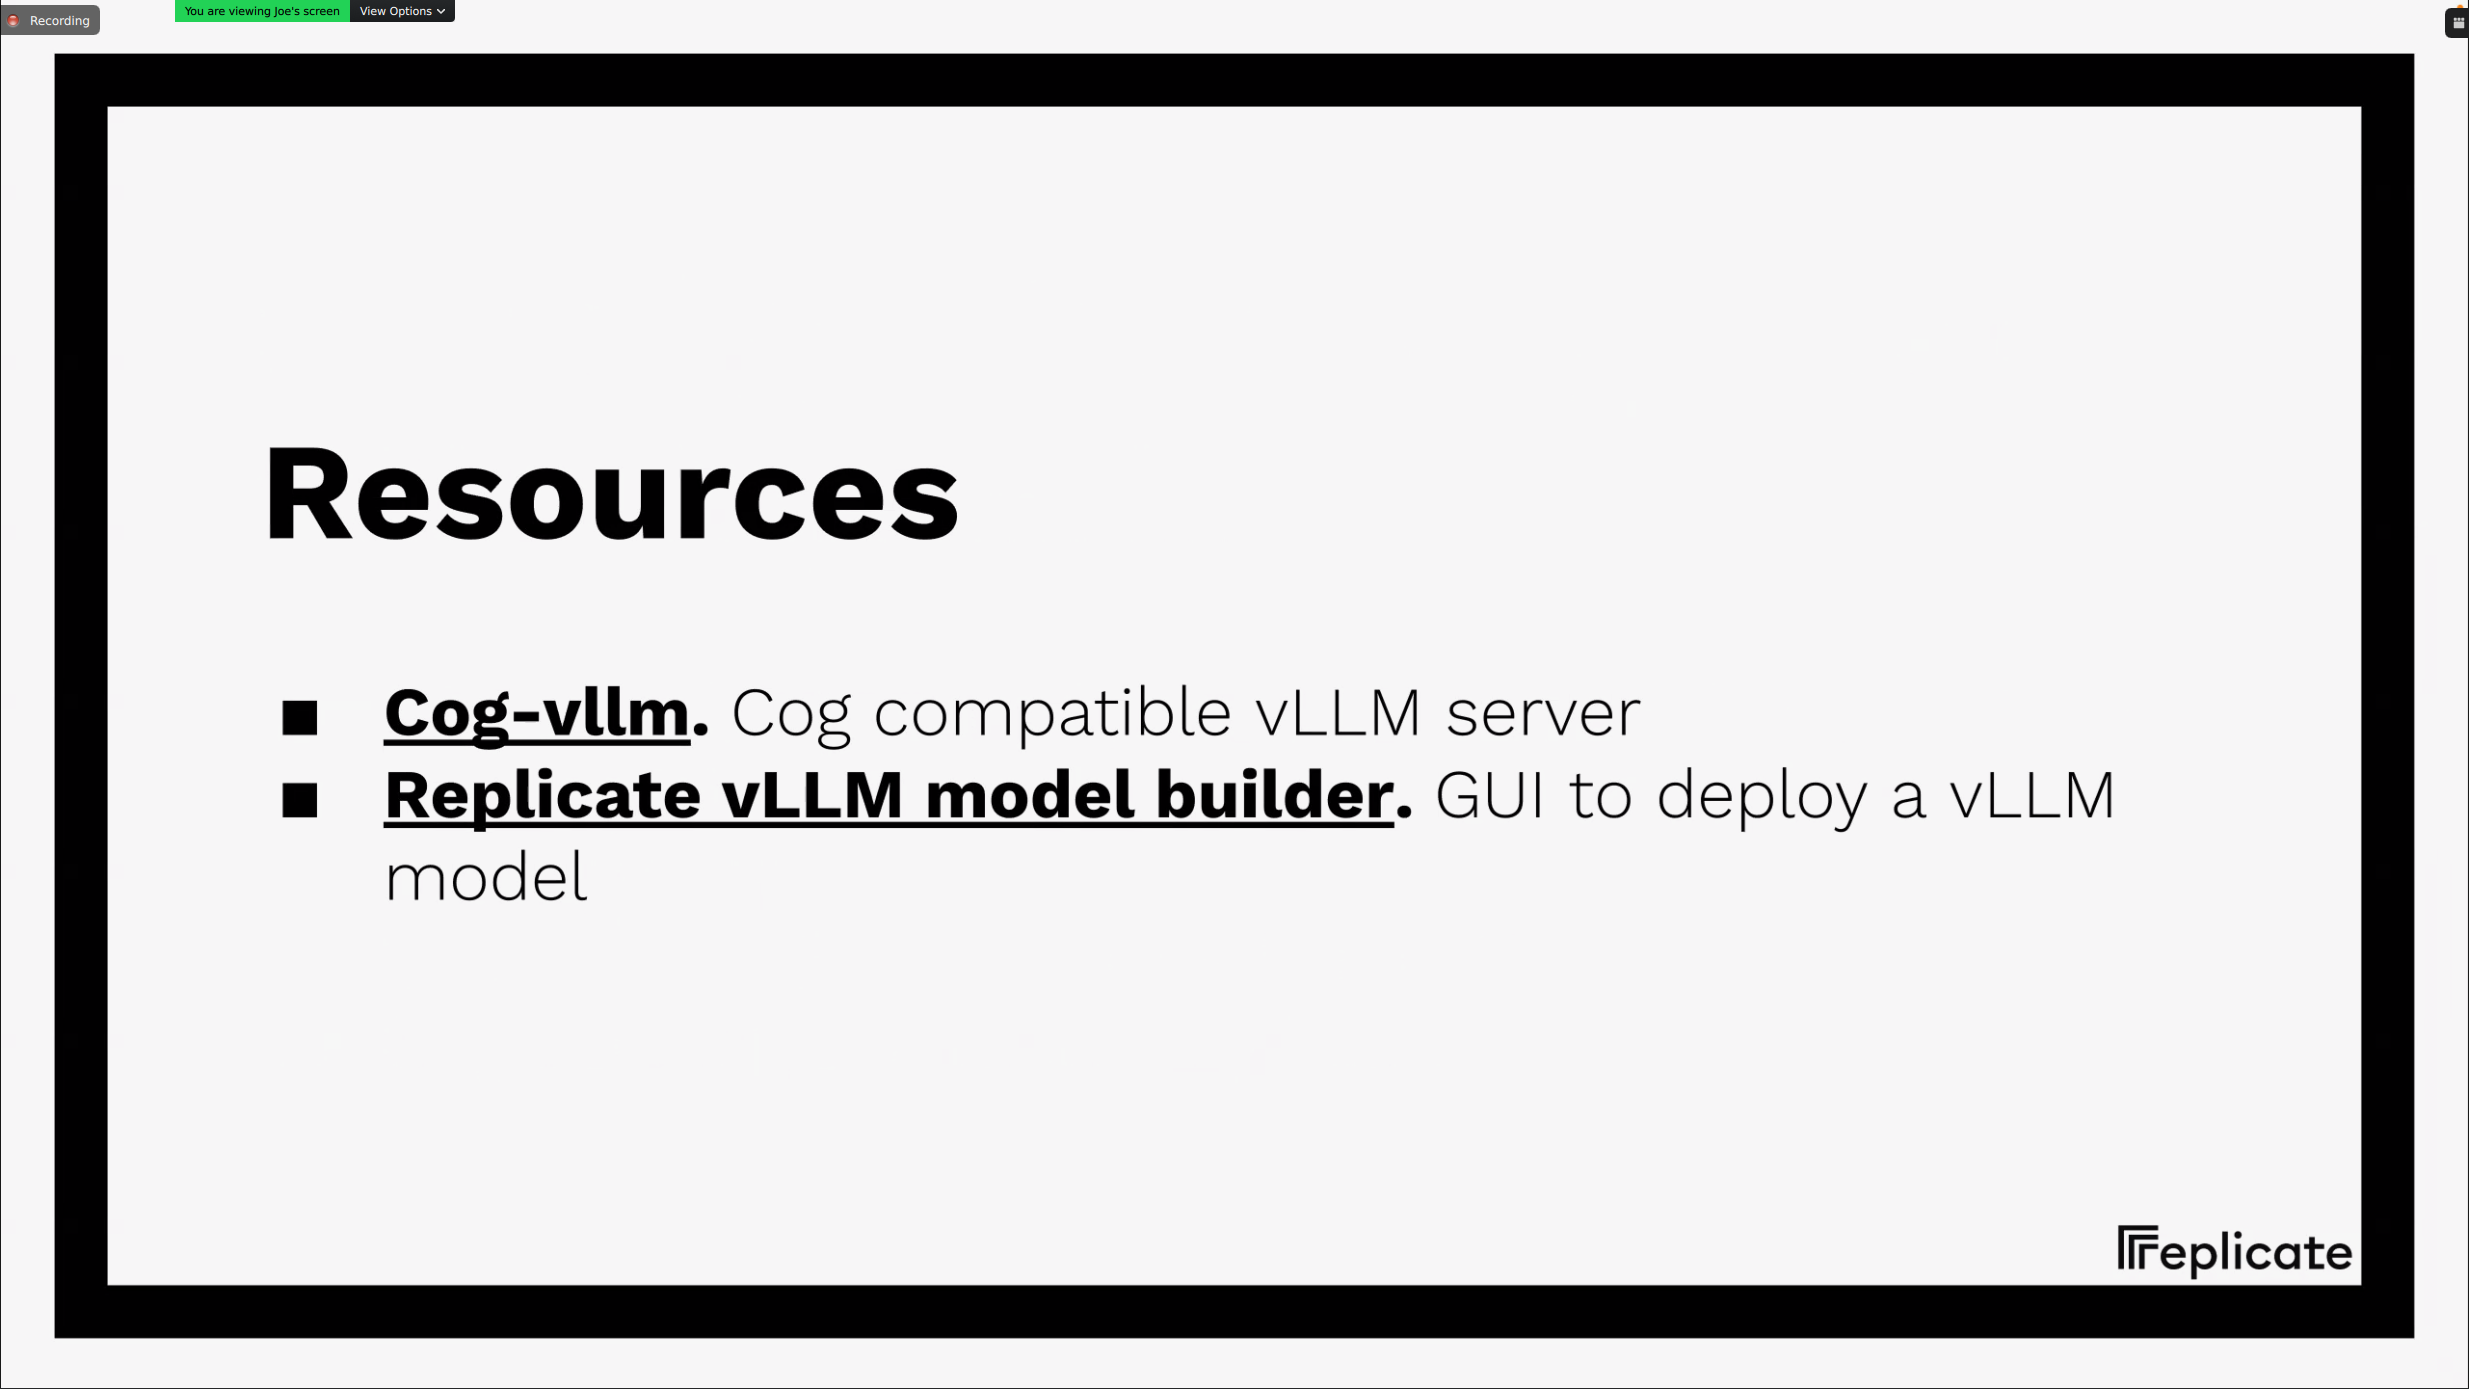 Recording
You are viewing Joe's screen View Options
Resources
■ Cog-vllm. Cog compatible vLLM server
■ Replicate vLLM model builder. GUI to deploy a vLLM
model
replicate